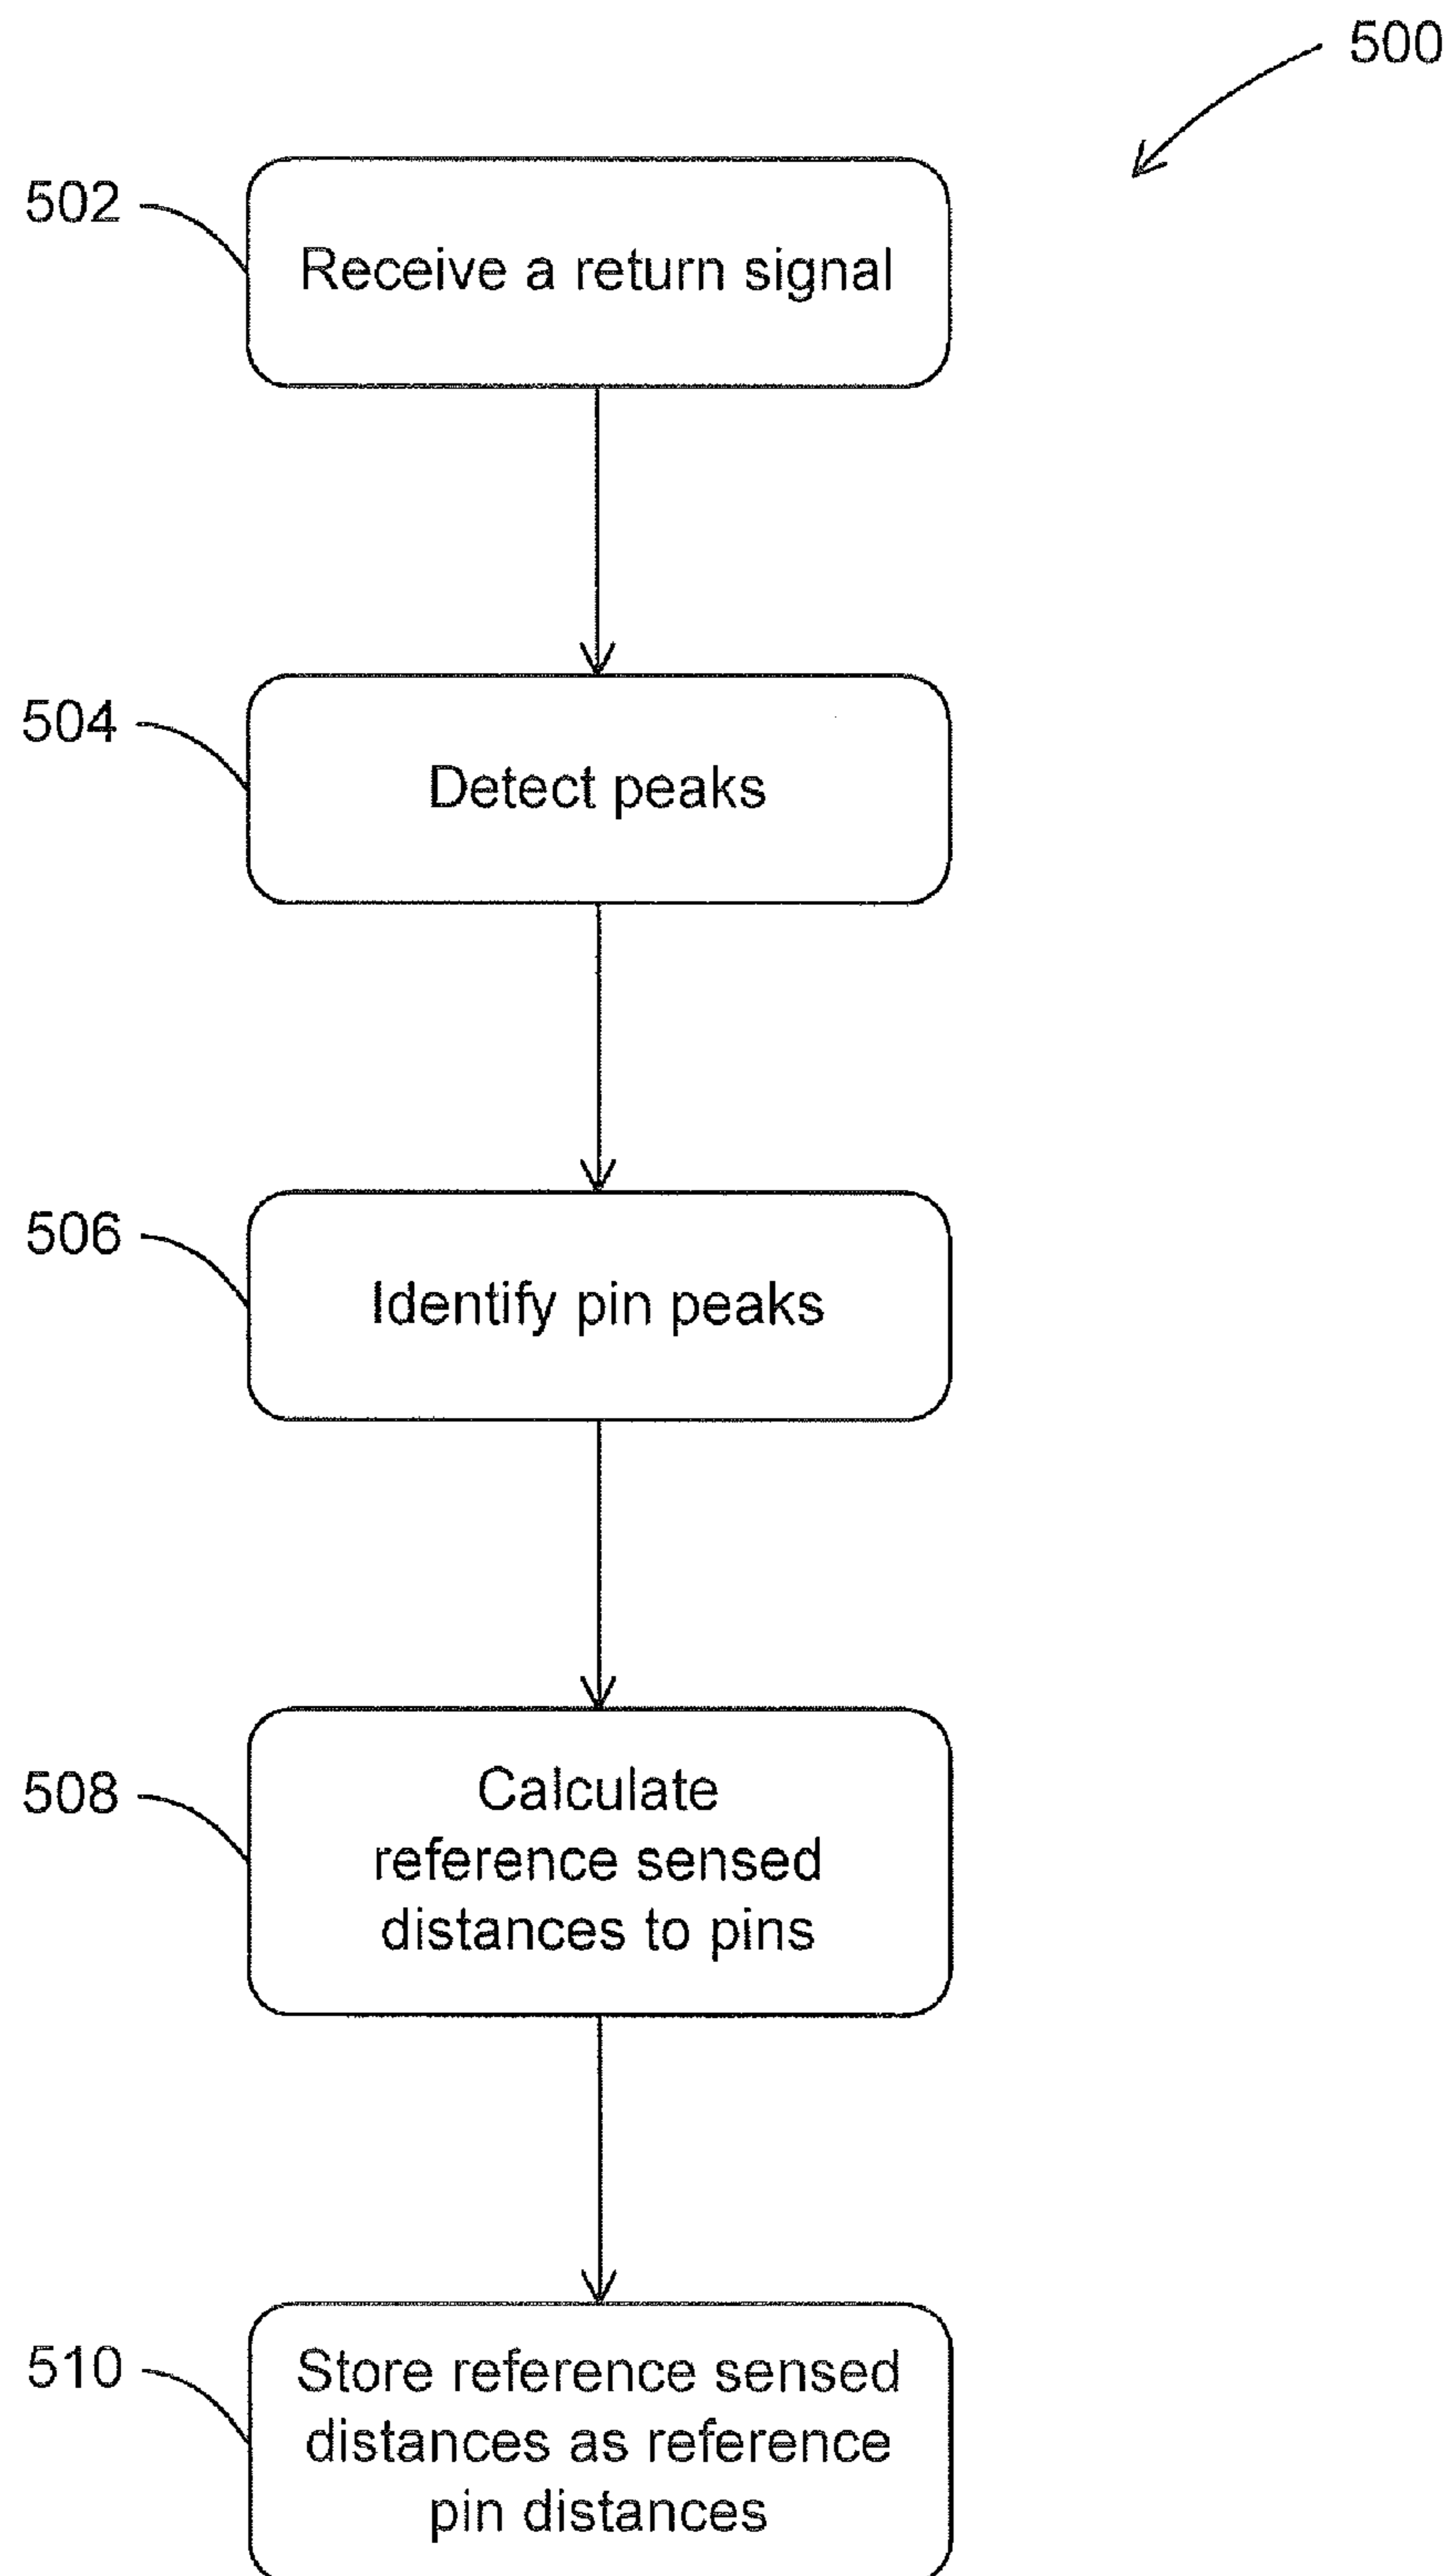 500
502
Receive a return signal
504
Detect peaks
506
Identify pin peaks
508
Calculate
reference sensed
distances to pins
510
Store reference sensed
distances as reference
pin distances